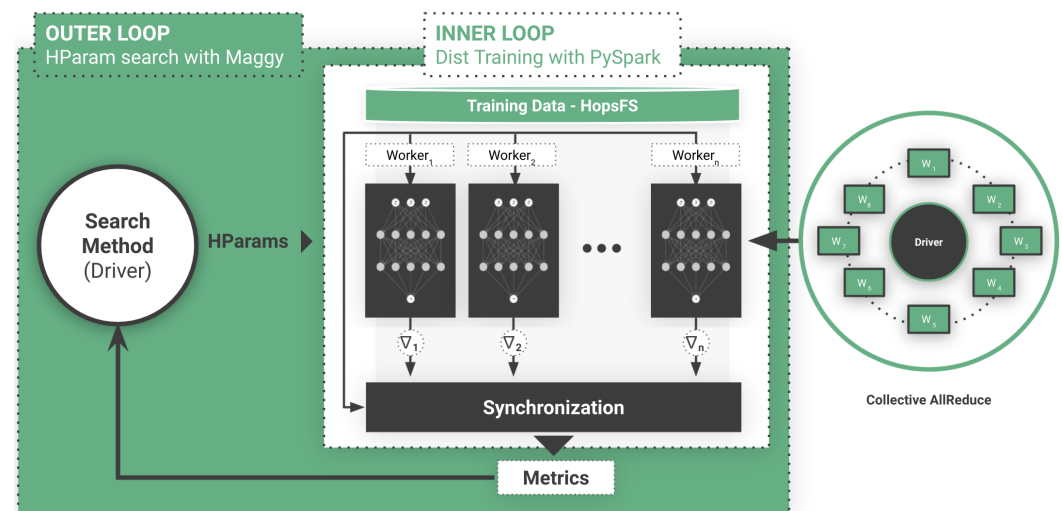 OUTER LOOP
HParam search with Maggy
INNER LOOP
Dist Training with PySpark
Training Data - HopsFS
Worker1
Worker2
Workern
Search
Method
(Driver)
HParams
∇1
∇2
∇n
Synchronization
Metrics
W1
W2
W3
W4
W5
W6
W7
W8
Driver
Collective AllReduce